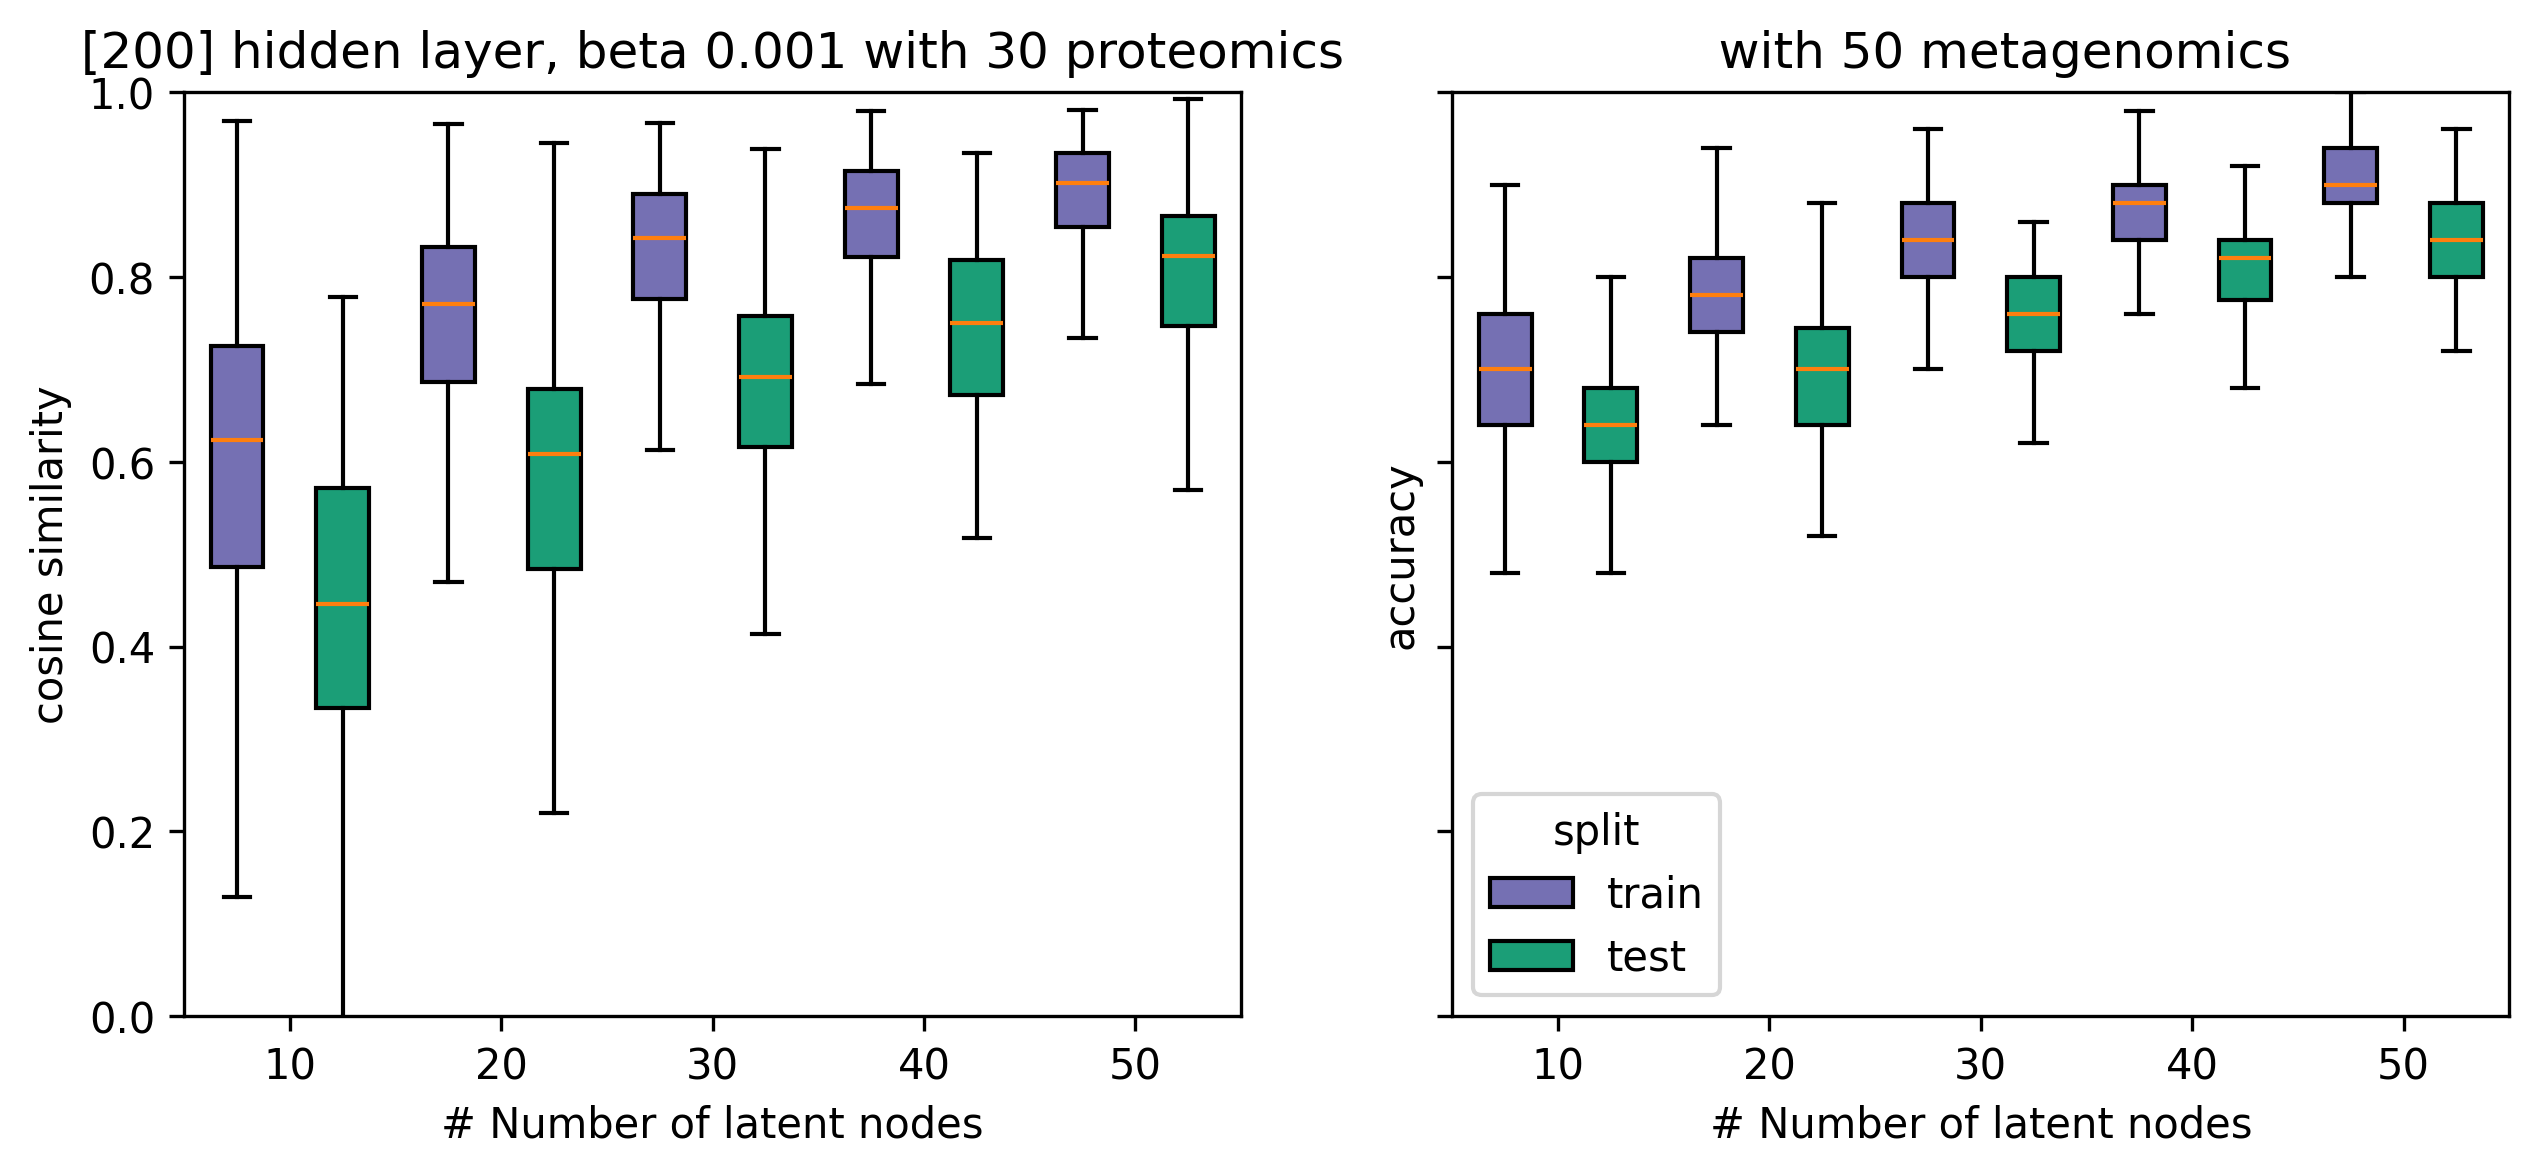 [200] hidden layer, beta 0.001 with 30 proteomics
1.0
0.8
0.6
0.4
0.2
0.0
cosine similarity
10 20 30 40 50
# Number of latent nodes
with 50 metagenomics
accuracy
split
train
test
10 20 30 40 50
# Number of latent nodes